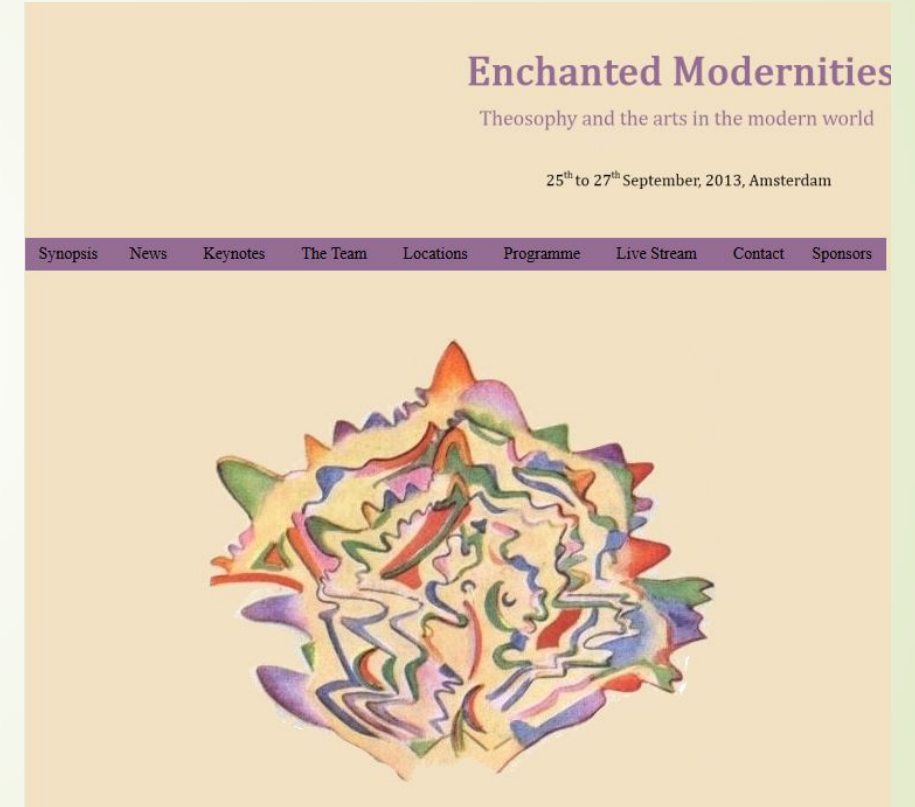 Enchanted Modernities
Theosophy and the arts in the modern world
25th to 27th September, 2013, Amsterdam
Synopsis News Keynotes The Team Locations Programme Live Stream Contact Sponsors